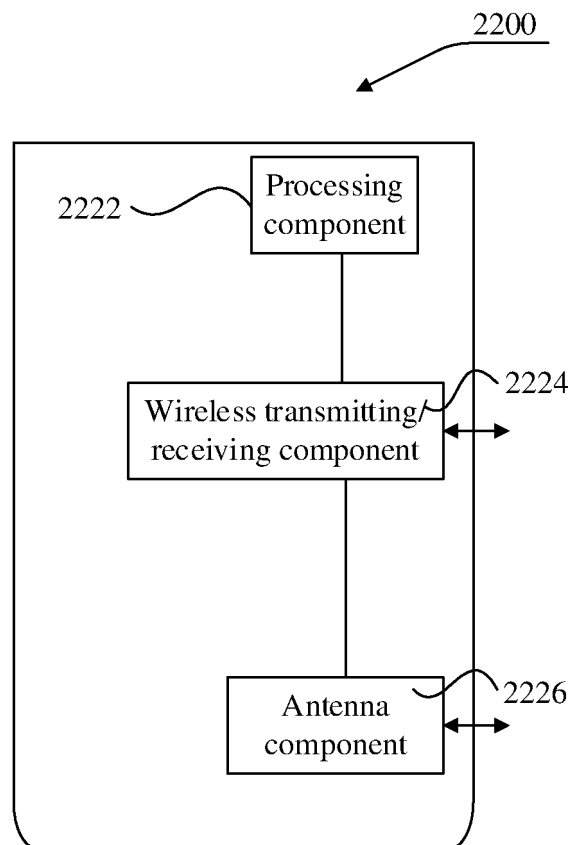 2200
Processing
component
2222
2224
Wireless transmitting/
receiving component
2226
Antenna
component